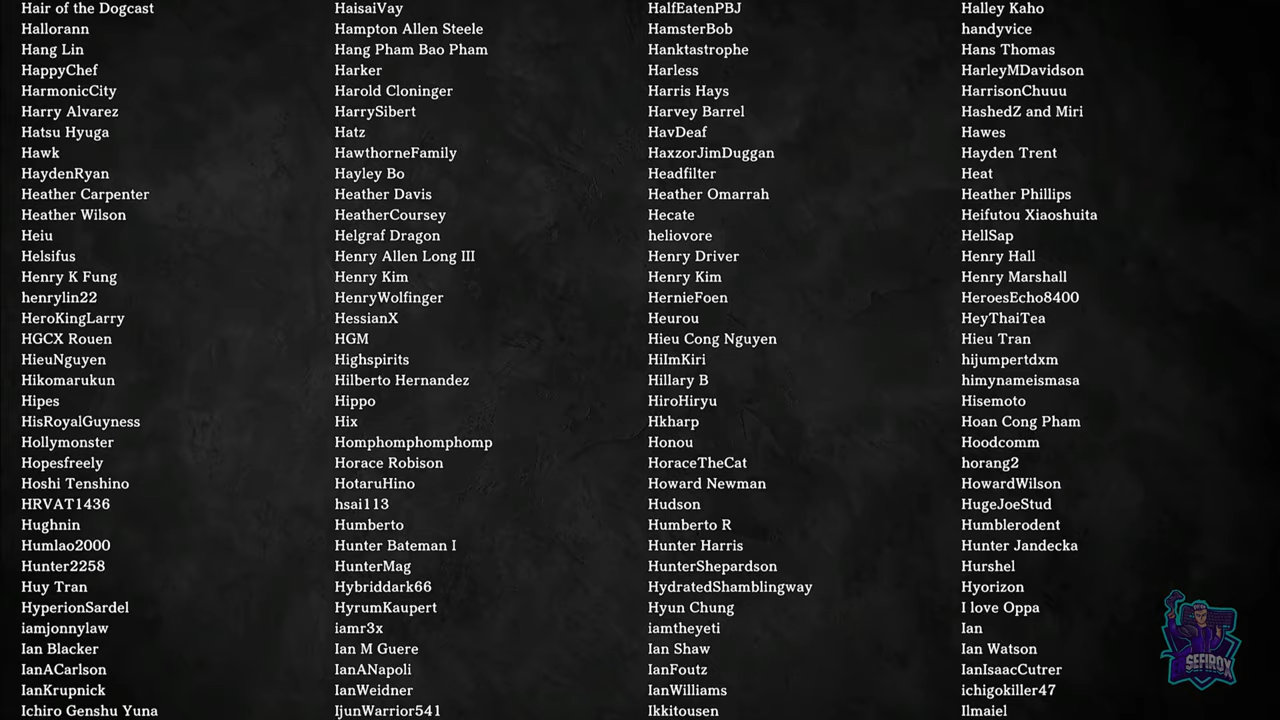 Hair of the Dogcast HaisaiVay HalfEatenPBJ Halley Kaho
Hallorann Hampton Allen Steele HamsterBob handyvice
Hang Lin Hang Pham Bao Pham Hanktastrophe Hans Thomas
HappyChef Harker Harless HarleyMDavidson
HarmonicCity Harold Cloninger Harris Hays HarrisonChuuu
Harry Alvarez HarrySibert Harvey Barrel HashedZ and Miri
Hatsu Hyuga Hatz HavDeaf Hawes
Hawk HawthorneFamily HaxzorJimDuggan Hayden Trent
HaydenRyan Hayley Bo Headfilter Heat
Heather Carpenter Heather Davis Heather Omarrah Heather Phillips
Heather Wilson HeatherCoursey Hecate Heifutou Xiaoshuita
Heiu Helgraf Dragon heliovore HellSap
Helsifus Henry Allen Long III Henry Driver Henry Hall
Henry K Fung Henry Kim Henry Kim Henry Marshall
henrylin22 HenryWolfinger HernieFoen HeroesEcho8400
HeroKingLarry HessianX Heurou HeyThaiTea
HGCX Rouen HGM Hieu Cong Nguyen Hieu Tran
HieuNguyen Highspirits HiImKiri hijumpertdxm
Hikomarukun Hilberto Hernandez Hillary B himynameismasa
Hipes Hippo HiroHiryu Hisemoto
HisRoyalGuyness Hix Hkharp Hoan Cong Pham
Hollymonster Homphomphomphomp Honou Hoodcomm
Hopesfreely Horace Robison HoraceTheCat horang2
Hoshi Tenshino HotaruHino Howard Newman HowardWilson
HRVAT1436 hsai113 Hudson HugeJoeStud
Hughnin Humberto Humberto R Humblerodent
Humlao2000 Hunter Bateman I Hunter Harris Hunter Jandecka
Hunter2258 HunterMag HunterShepardson Hurshel
Huy Tran Hybriddark66 HydratedShamblingway Hyorizon
HyperionSardel HyrumKaupert Hyun Chung I love Oppa
iamjonnylaw iamr3x iamtheyeti Ian
Ian Blacker Ian M Guere Ian Shaw Ian Watson
IanACarlson IanANapoli IanFoutz IanIsaacCutrer
IanKrupnick IanWeidner IanWilliams ichigokiller47
Ichiro Genshu Yuna IjunWarrior541 Ikkitousen Ilmaiel
SEFIROX